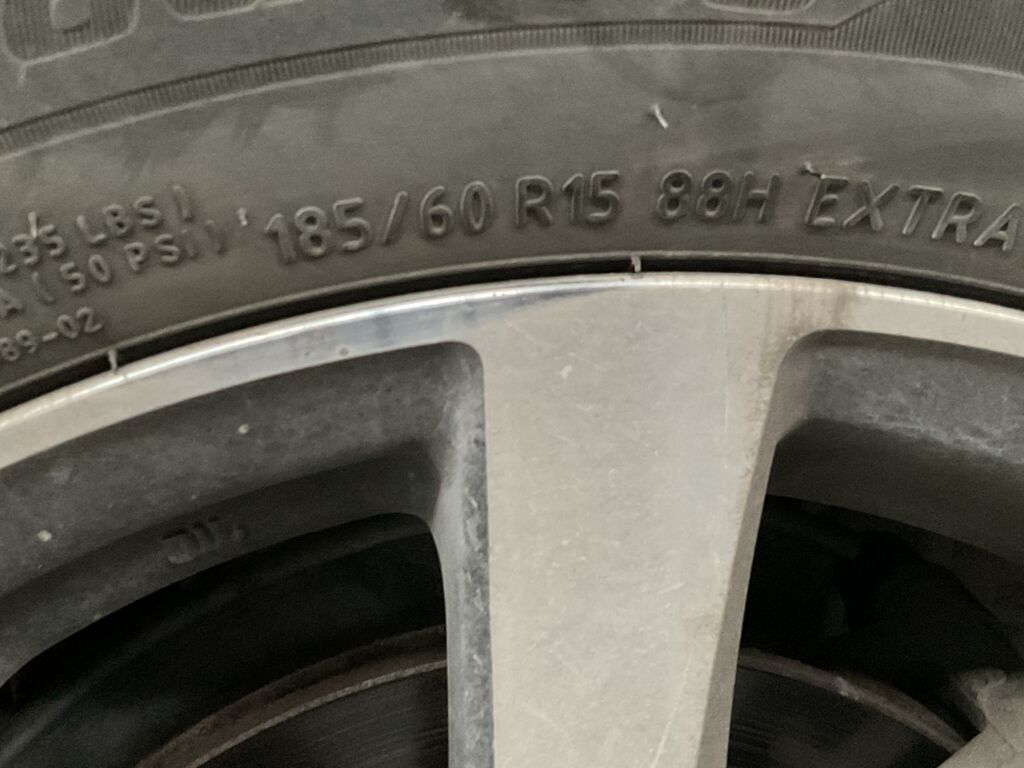 235 LBS )
185/60 R15 88H EXTRA
A ( 50 PSI )
89-02